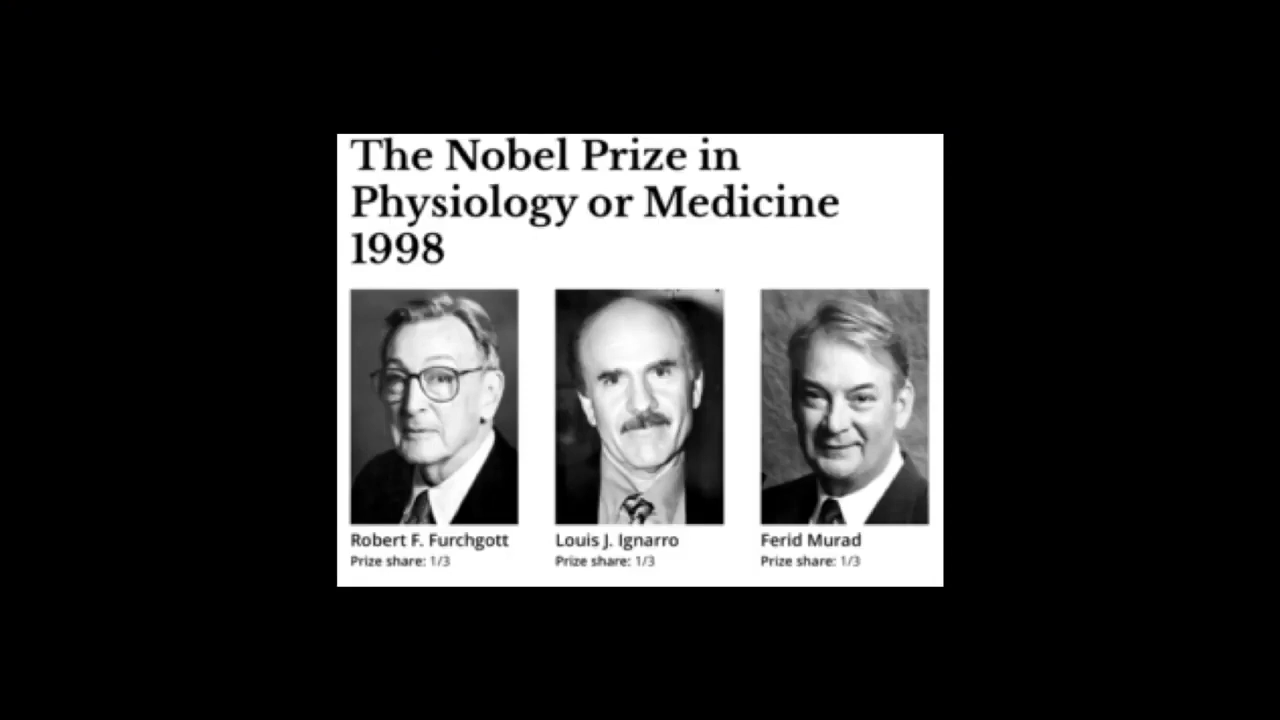 The Nobel Prize in
Physiology or Medicine
1998
Robert F. Furchgott
Prize share: 1/3
Louis J. Ignarro
Prize share: 1/3
Ferid Murad
Prize share: 1/3